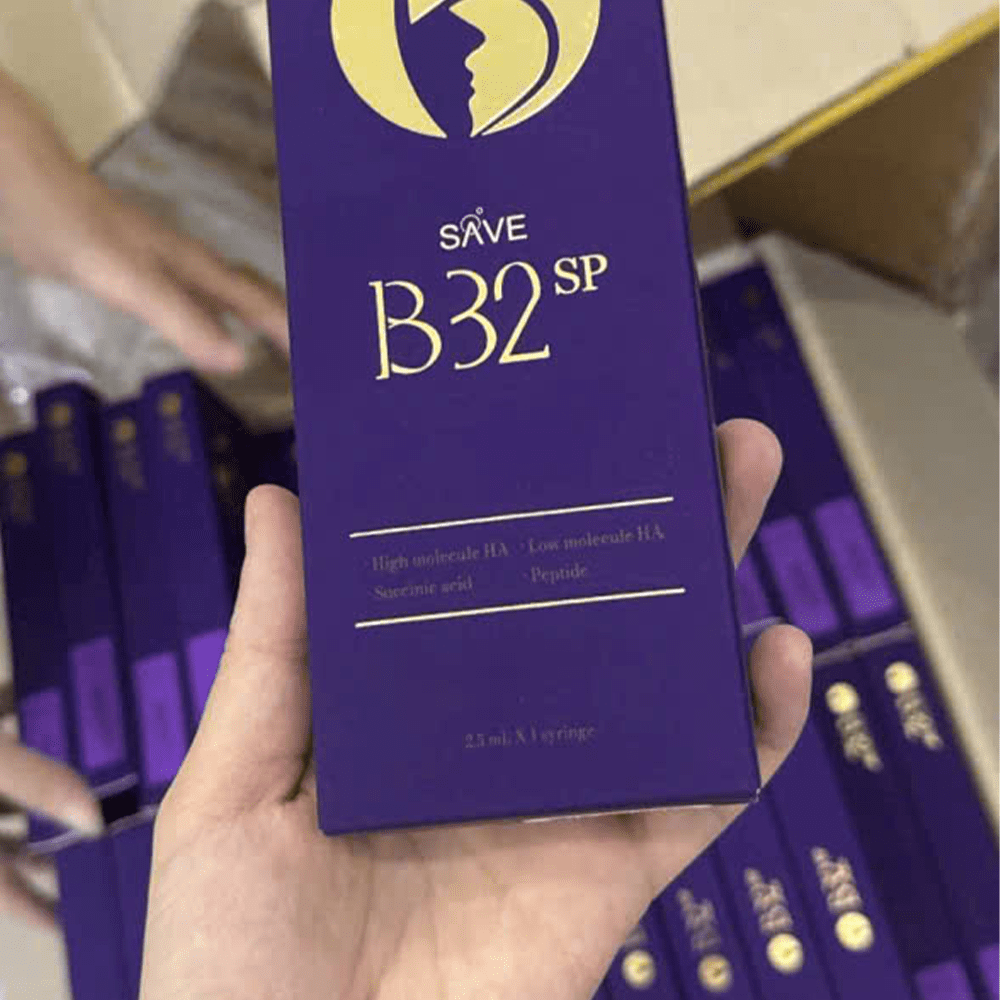 SAVE
B32 SP
· High molecule HA · Low molecule HA
· Succinic acid · Peptide
2.5 mL X 1 syringe